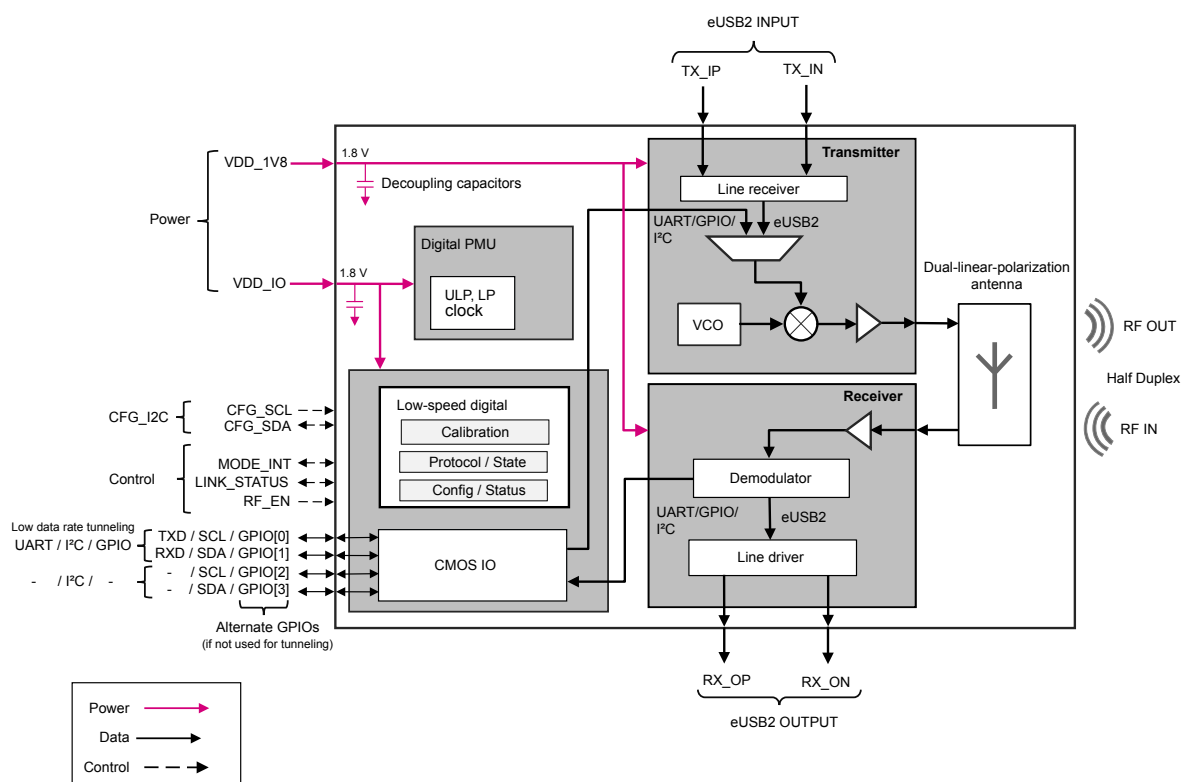 eUSB2 INPUT
TX_IP
TX_IN
1.8 V
Transmitter
VDD_1V8
Decoupling capacitors
Line receiver
Power
UART/GPIO/
I²C
eUSB2
Digital PMU
1.8 V
VDD_IO
ULP, LP
clock
VCO
Dual-linear-polarization
antenna
RF OUT
Half Duplex
RF IN
CFG_I2C
CFG_SCL
CFG_SDA
Low-speed digital
Calibration
Protocol / State
Config / Status
Receiver
Control
MODE_INT
LINK_STATUS
RF_EN
Demodulator
UART/GPIO/
I²C
eUSB2
Low data rate tunneling
UART / I²C / GPIO
TXD / SCL / GPIO[0]
RXD / SDA / GPIO[1]
- / I²C / -
- / SCL / GPIO[2]
- / SDA / GPIO[3]
CMOS IO
Line driver
Alternate GPIOs
(if not used for tunneling)
RX_OP
RX_ON
eUSB2 OUTPUT
Power
Data
Control